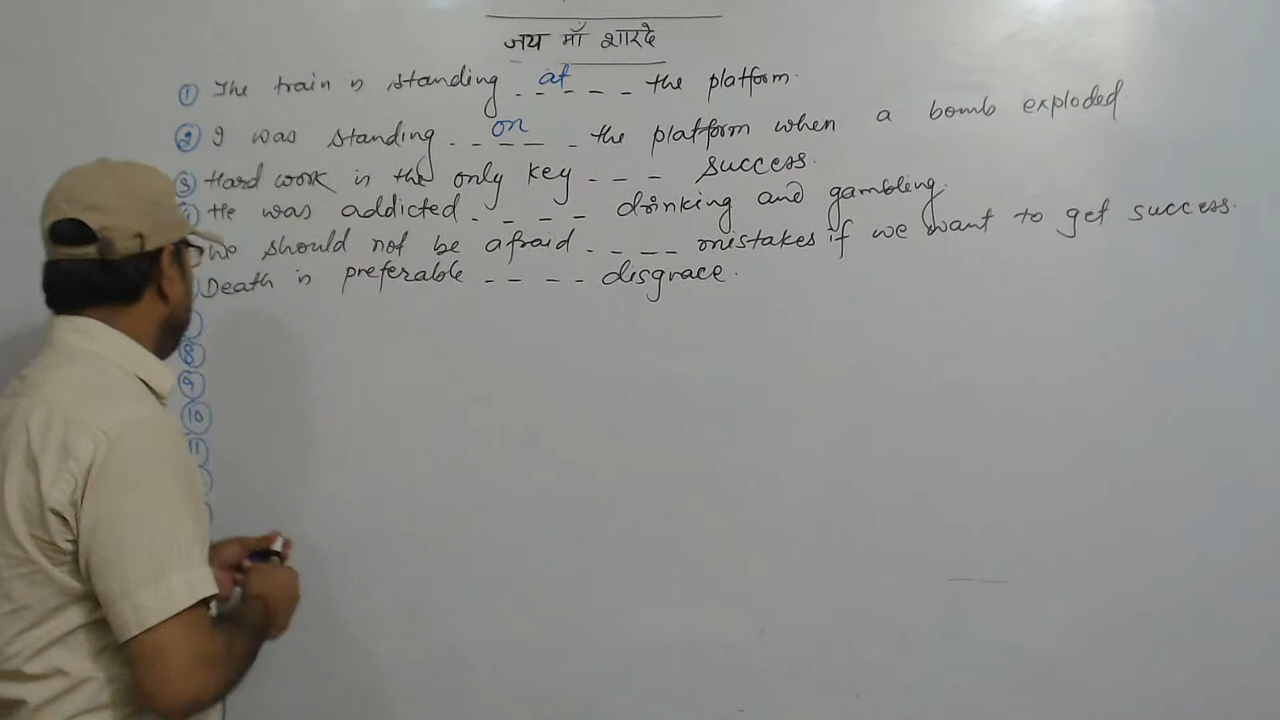 जय माँ शारदे
① The train is standing - at - - - the platform.
② I was standing - - on - - - the platform when a bomb exploded
③ Hard work is the only key - - - success.
He was addicted - - - - drinking and gambling.
We should not be afraid - - - - mistakes if we want to get success.
Death is preferable - - - - disgrace.
⑧
⑨
⑩
⑪